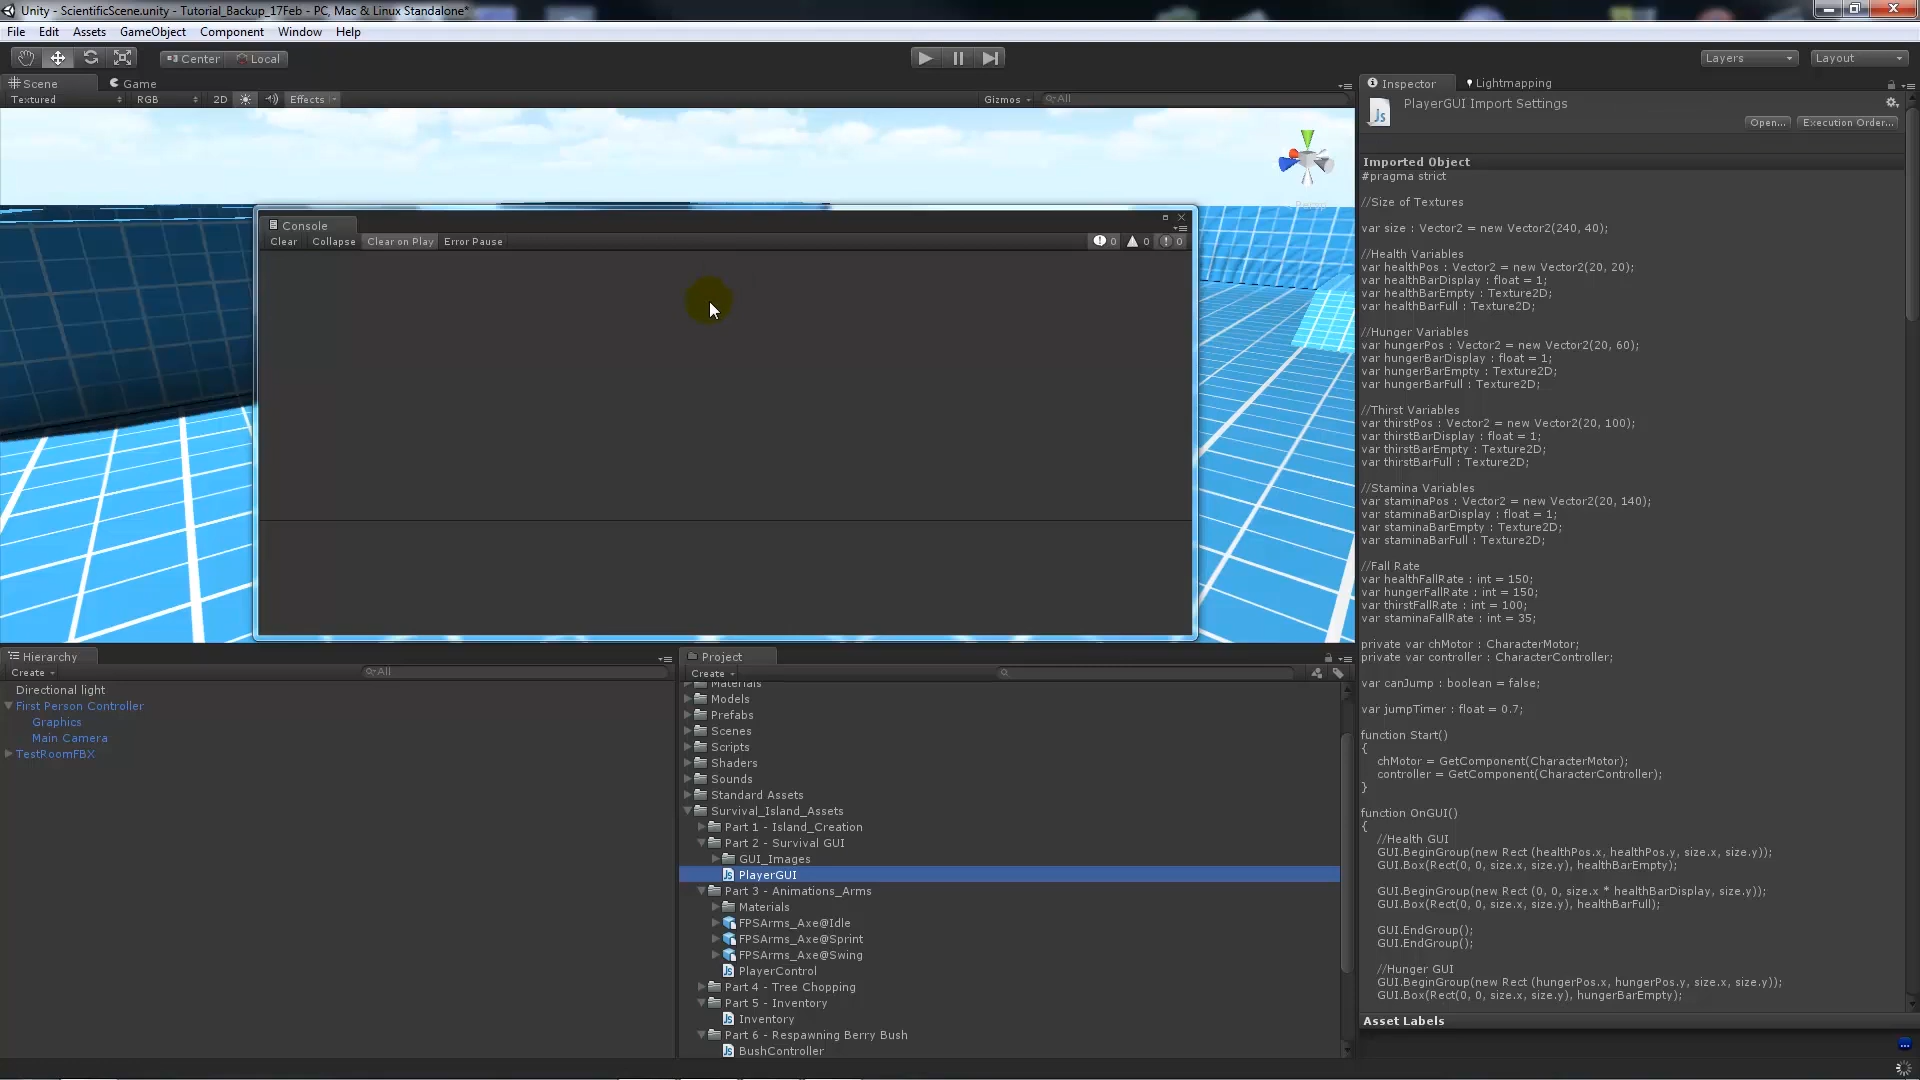 Unity - ScientificScene.unity - Tutorial_Backup_17Feb - PC, Mac & Linux Standalone*
File Edit Assets GameObject Component Window Help
Center Local
Layers Layout
Scene Game
Textured RGB 2D Effects Gizmos All
Console
Clear Collapse Clear on Play Error Pause 0 0 0
Hierarchy
Create All
Directional light
First Person Controller
Graphics
Main Camera
TestRoomFBX
Project
Create
Materials
Models
Prefabs
Scenes
Scripts
Shaders
Sounds
Standard Assets
Survival_Island_Assets
Part 1 - Island_Creation
Part 2 - Survival GUI
GUI_Images
PlayerGUI
Part 3 - Animations_Arms
Materials
FPSArms_Axe@Idle
FPSArms_Axe@Sprint
FPSArms_Axe@Swing
PlayerControl
Part 4 - Tree Chopping
Part 5 - Inventory
Inventory
Part 6 - Respawning Berry Bush
BushController
Inspector Lightmapping
Js PlayerGUI Import Settings
Open... Execution Order...
Imported Object
#pragma strict
//Size of Textures
var size : Vector2 = new Vector2(240, 40);
//Health Variables
var healthPos : Vector2 = new Vector2(20, 20);
var healthBarDisplay : float = 1;
var healthBarEmpty : Texture2D;
var healthBarFull : Texture2D;
//Hunger Variables
var hungerPos : Vector2 = new Vector2(20, 60);
var hungerBarDisplay : float = 1;
var hungerBarEmpty : Texture2D;
var hungerBarFull : Texture2D;
//Thirst Variables
var thirstPos : Vector2 = new Vector2(20, 100);
var thirstBarDisplay : float = 1;
var thirstBarEmpty : Texture2D;
var thirstBarFull : Texture2D;
//Stamina Variables
var staminaPos : Vector2 = new Vector2(20, 140);
var staminaBarDisplay : float = 1;
var staminaBarEmpty : Texture2D;
var staminaBarFull : Texture2D;
//Fall Rate
var healthFallRate : int = 150;
var hungerFallRate : int = 150;
var thirstFallRate : int = 100;
var staminaFallRate : int = 35;
private var chMotor : CharacterMotor;
private var controller : CharacterController;
var canJump : boolean = false;
var jumpTimer : float = 0.7;
function Start()
{
chMotor = GetComponent(CharacterMotor);
controller = GetComponent(CharacterController);
}
function OnGUI()
{
//Health GUI
GUI.BeginGroup(new Rect (healthPos.x, healthPos.y, size.x, size.y));
GUI.Box(Rect(0, 0, size.x, size.y), healthBarEmpty);
GUI.BeginGroup(new Rect (0, 0, size.x * healthBarDisplay, size.y));
GUI.Box(Rect(0, 0, size.x, size.y), healthBarFull);
GUI.EndGroup();
GUI.EndGroup();
//Hunger GUI
GUI.BeginGroup(new Rect (hungerPos.x, hungerPos.y, size.x, size.y));
GUI.Box(Rect(0, 0, size.x, size.y), hungerBarEmpty);
Asset Labels